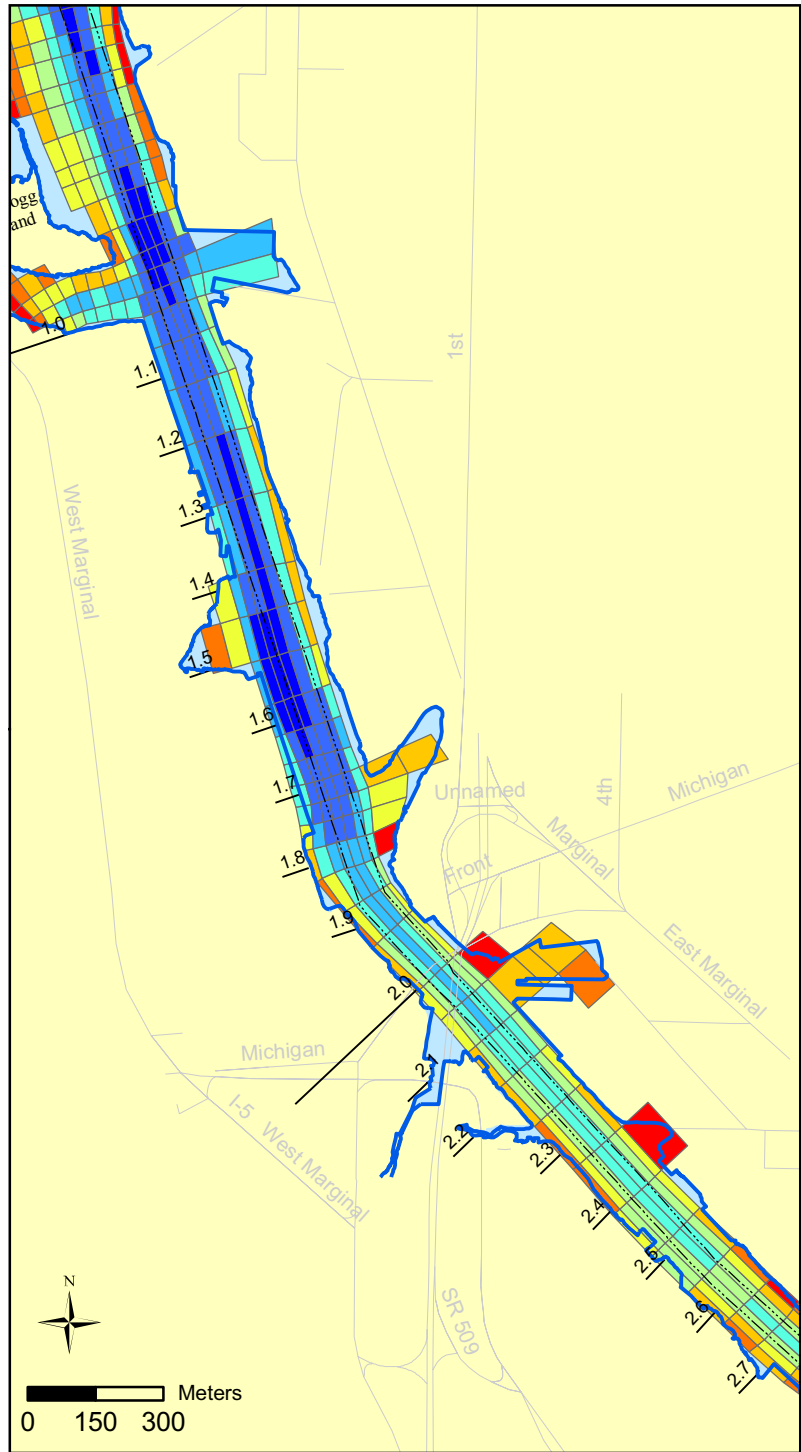 ogg
and
1.0
1.1
1.2
1.3
1.4
1.5
1.6
1.7
1.8
1.9
2.0
2.1
2.2
2.3
2.4
2.5
2.6
2.7
1st
West Marginal
Unnamed
4th
Michigan
Marginal
Front
East Marginal
Michigan
I-5 West Marginal
SR 509
N
Meters
0 150 300